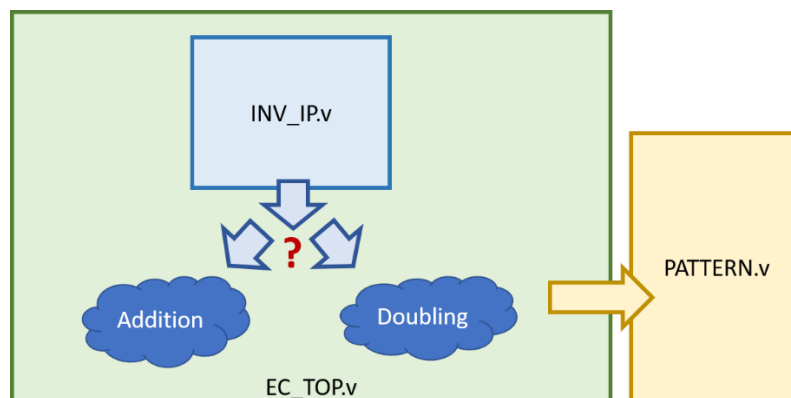 INV_IP.v
?
Addition
Doubling
PATTERN.v
EC_TOP.v